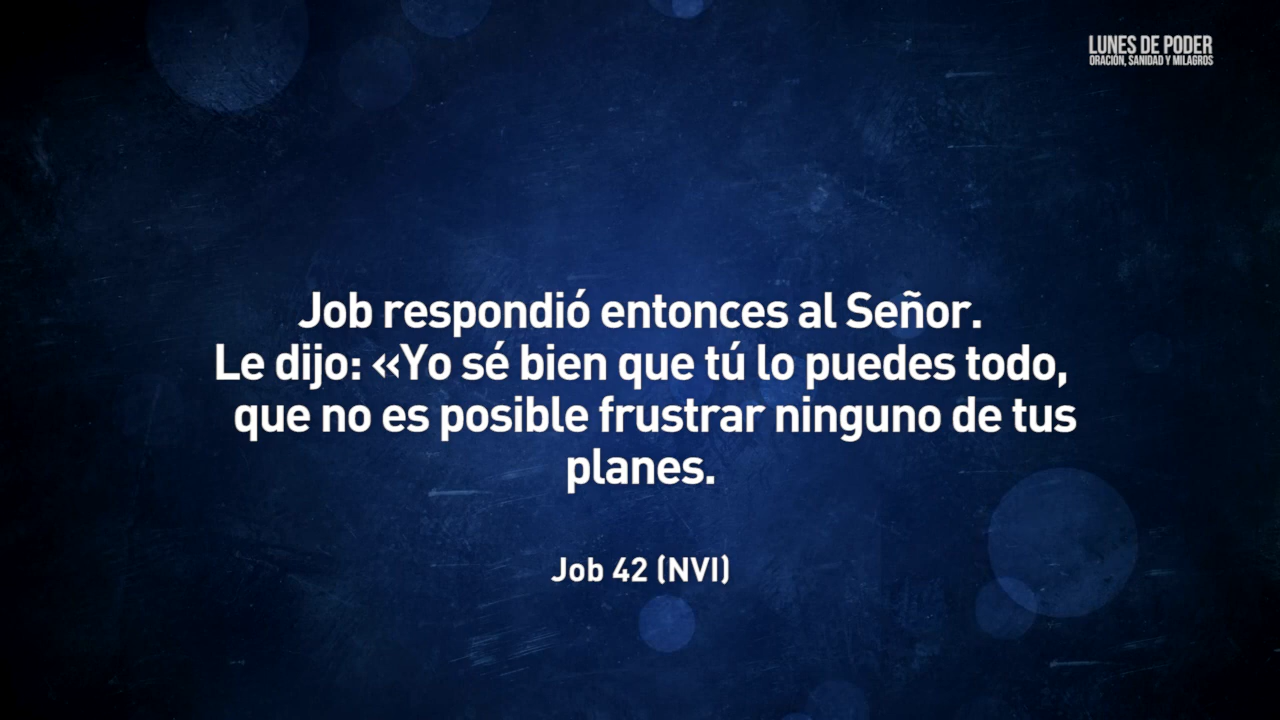 LUNES DE PODER
ORACIÓN, SANIDAD Y MILAGROS
Job respondió entonces al Señor.
Le dijo: «Yo sé bien que tú lo puedes todo,
que no es posible frustrar ninguno de tus
planes.
Job 42 (NVI)